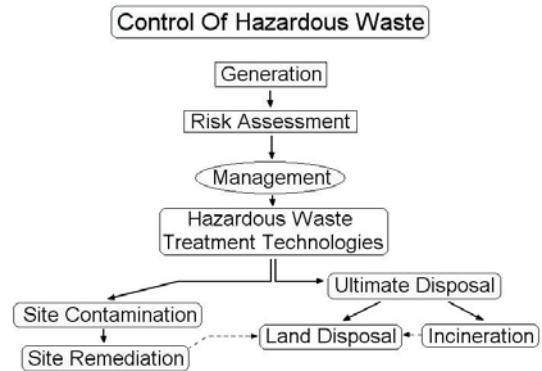 Control Of Hazardous Waste
Generation
Risk Assessment
Management
Hazardous Waste
Treatment Technologies
Ultimate Disposal
Site Contamination
Land Disposal
Incineration
Site Remediation